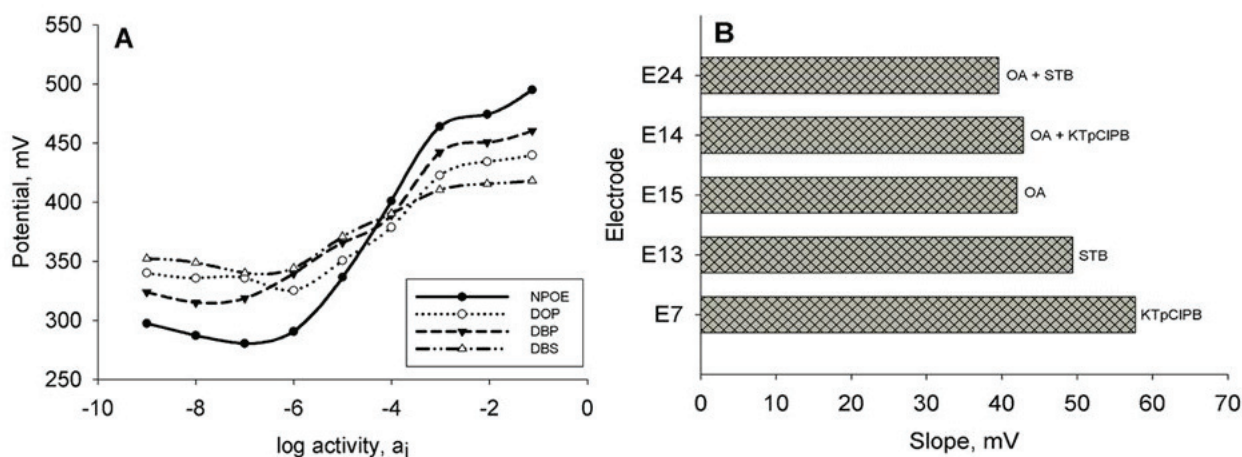 A
Potential, mV
550
500
450
400
350
300
250
-10
-8
-6
-4
-2
0
log activity, ai
NPOE
DOP
DBP
DBS
B
Electrode
E24
OA + STB
E14
OA + KTpClPB
E15
OA
E13
STB
E7
KTpClPB
0
10
20
30
40
50
60
70
Slope, mV